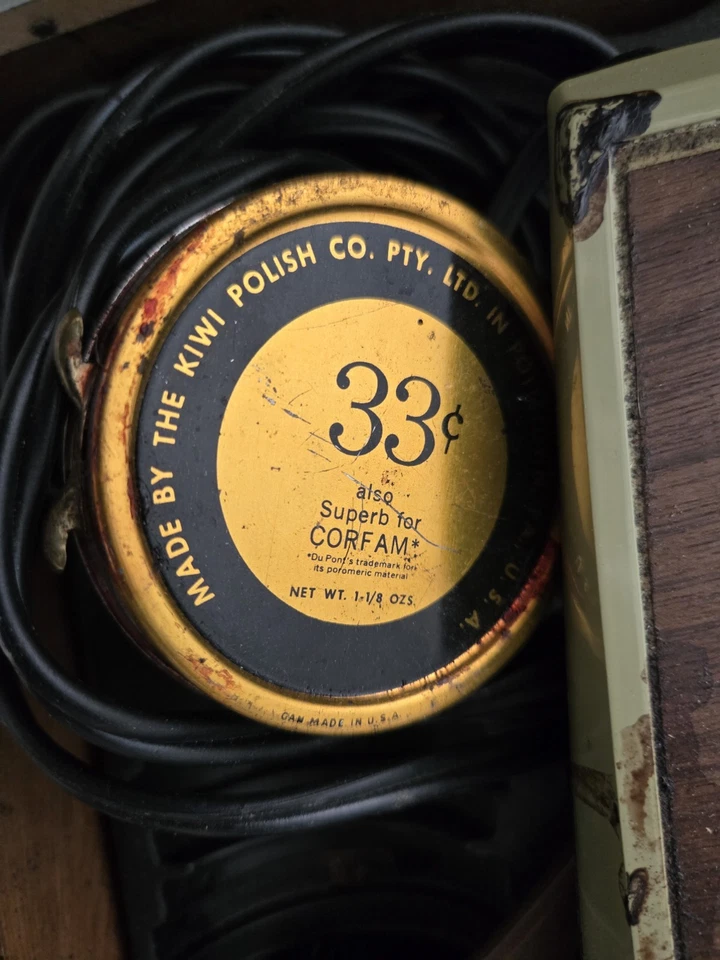 MADE BY THE KIWI POLISH CO. PTY. LTD. IN
U.S.A.
33¢
also
Superb for
CORFAM*
*Du Pont's trademark for
its poromeric material
NET WT. 1-1/8 OZS.
CAN MADE IN U.S.A.